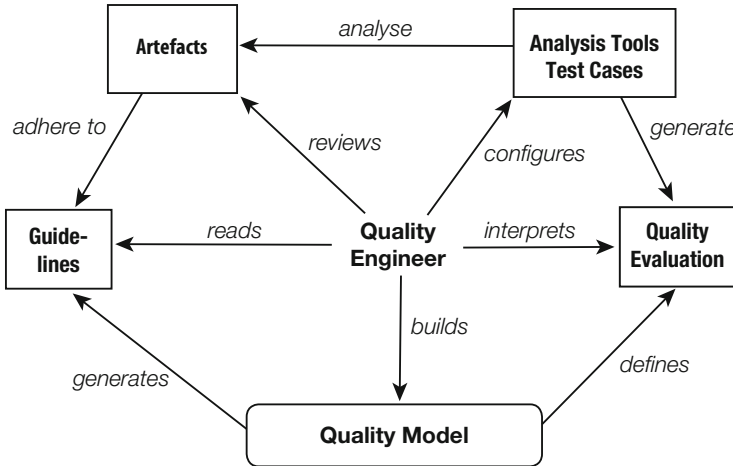 analyse
Artefacts
Analysis Tools
Test Cases
adhere to
reviews
configures
generate
Guide-
lines
reads
Quality
Engineer
interprets
Quality
Evaluation
builds
generates
defines
Quality Model